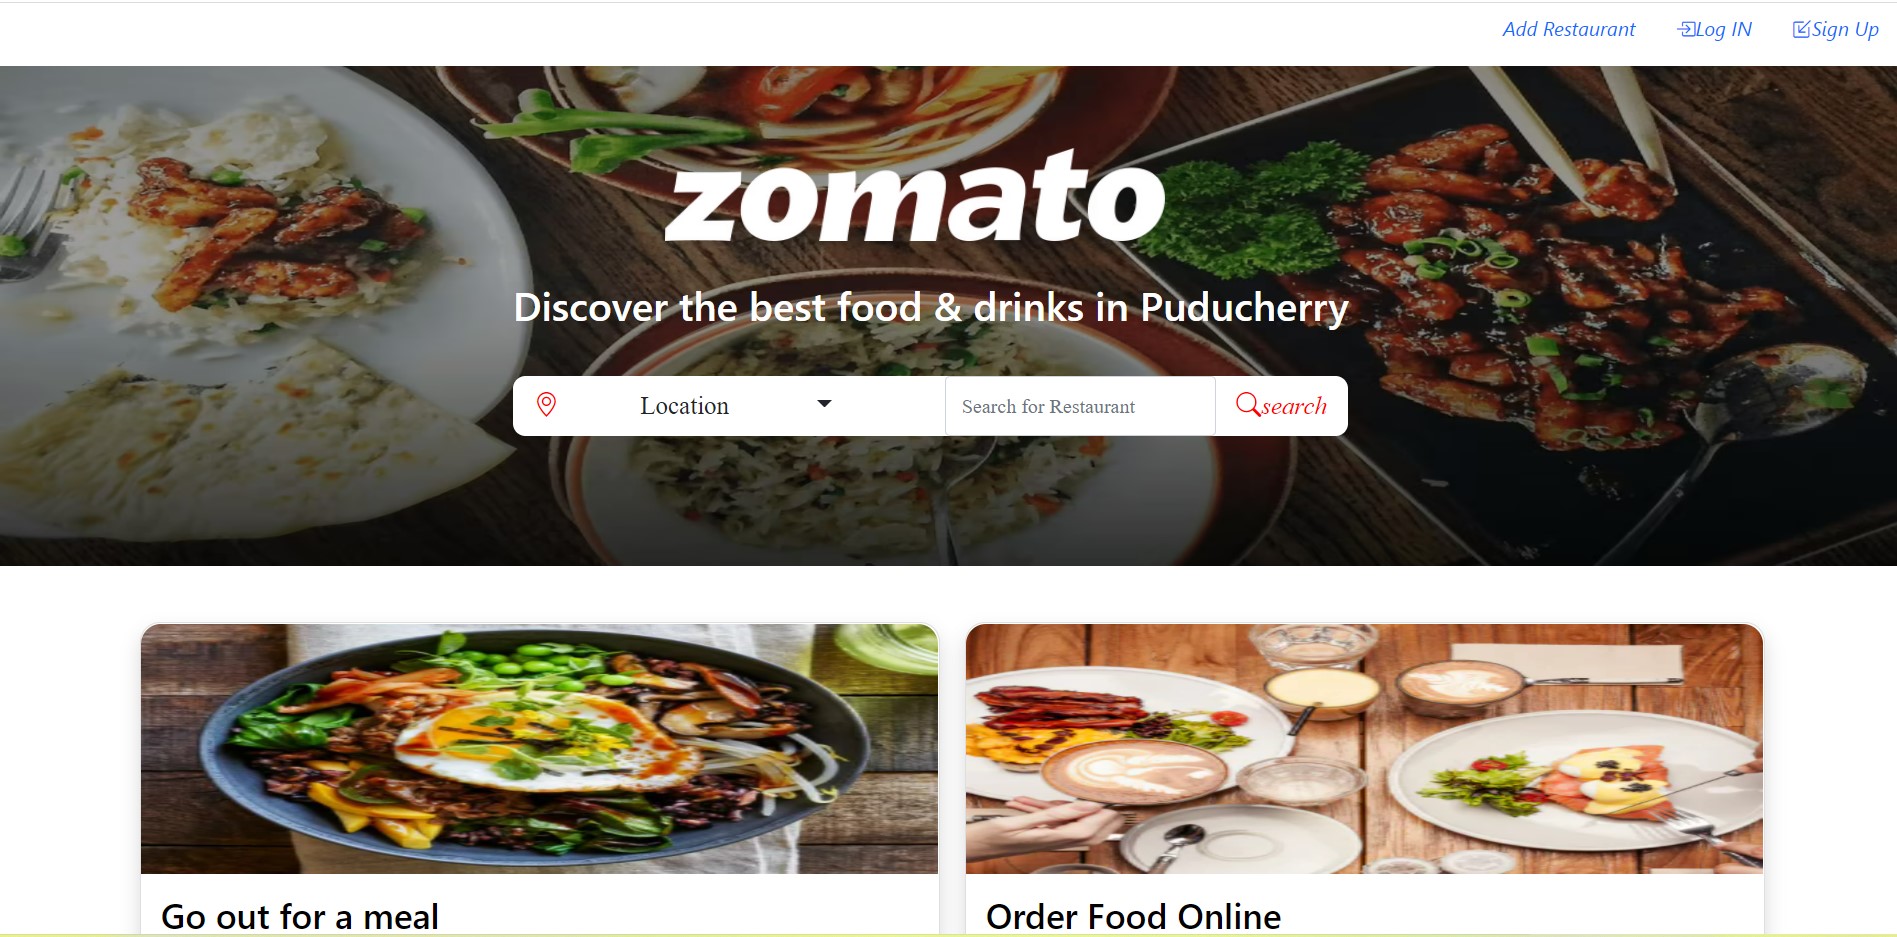 Add Restaurant Log IN Sign Up
zomato
Discover the best food & drinks in Puducherry
Location Search for Restaurant search
Go out for a meal
Order Food Online